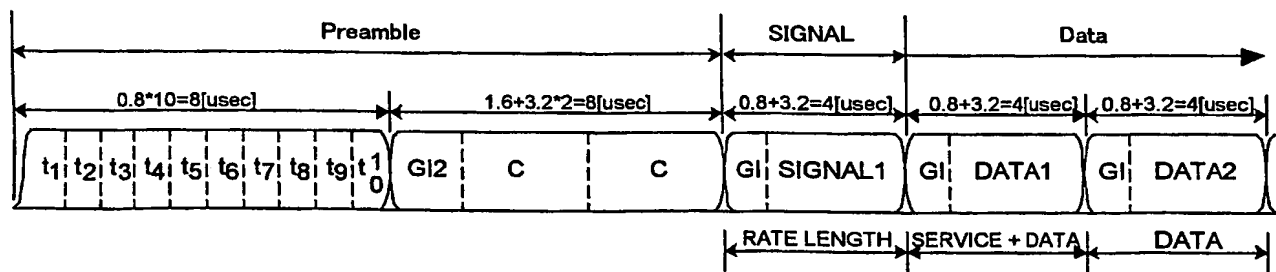 Preamble SIGNAL Data
0.8*10=8[usec] 1.6+3.2*2=8[usec] 0.8+3.2=4[usec] 0.8+3.2=4[usec] 0.8+3.2=4[usec]
t1 t2 t3 t4 t5 t6 t7 t8 t9 t10 GI2 C C GI SIGNAL1 GI DATA1 GI DATA2
RATE LENGTH SERVICE + DATA DATA